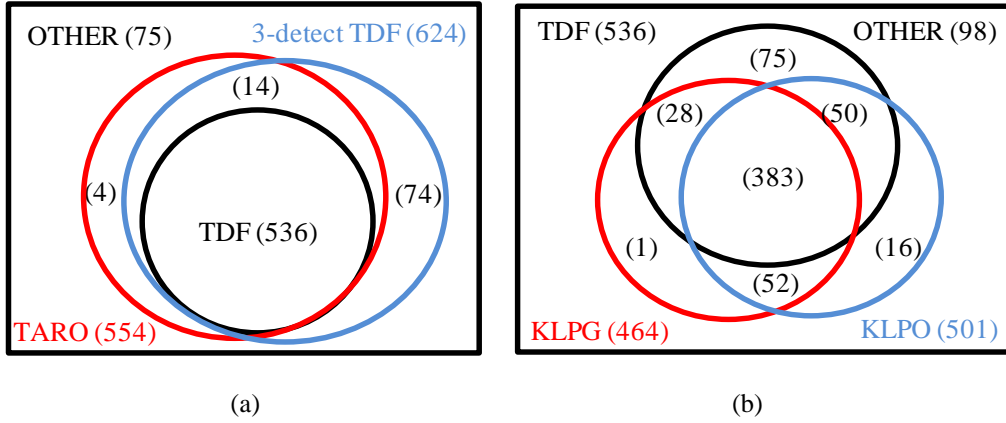 OTHER (75)
3-detect TDF (624)
(14)
(4)
(74)
TDF (536)
TARO (554)
(a)
TDF (536)
OTHER (98)
(75)
(28)
(50)
(383)
(1)
(16)
(52)
KLPG (464)
KLPO (501)
(b)